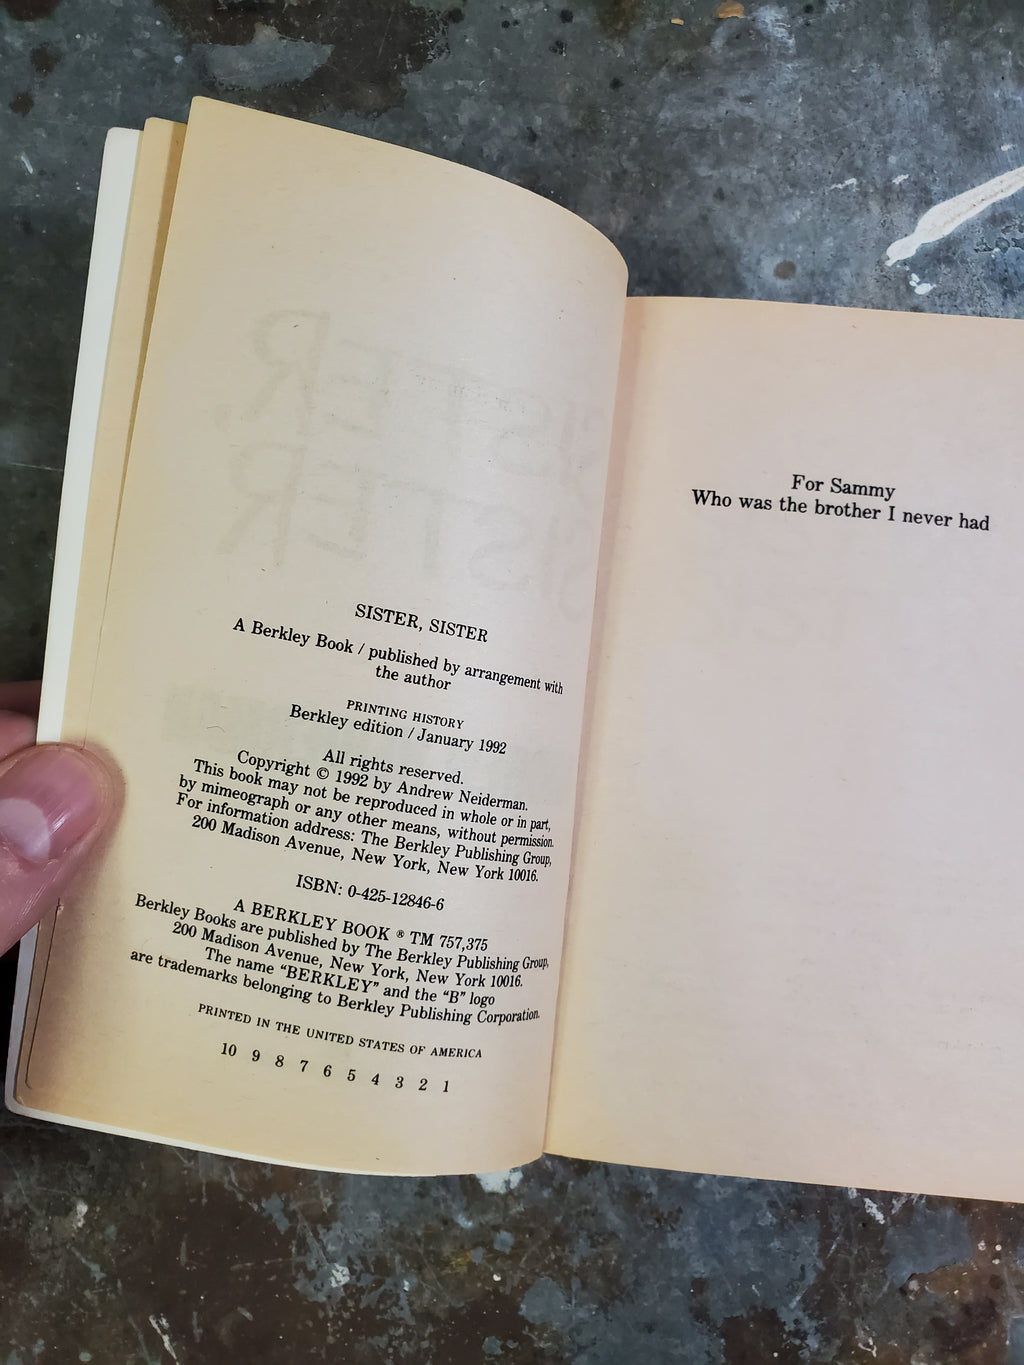 SISTER, SISTER
A Berkley Book / published by arrangement with
the author
PRINTING HISTORY
Berkley edition / January 1992
All rights reserved.
Copyright © 1992 by Andrew Neiderman.
This book may not be reproduced in whole or in part,
by mimeograph or any other means, without permission.
For information address: The Berkley Publishing Group,
200 Madison Avenue, New York, New York 10016.
ISBN: 0-425-12846-6
A BERKLEY BOOK ® TM 757,375
Berkley Books are published by The Berkley Publishing Group,
200 Madison Avenue, New York, New York 10016.
The name “BERKLEY” and the “B” logo
are trademarks belonging to Berkley Publishing Corporation.
PRINTED IN THE UNITED STATES OF AMERICA
10 9 8 7 6 5 4 3 2 1
For Sammy
Who was the brother I never had